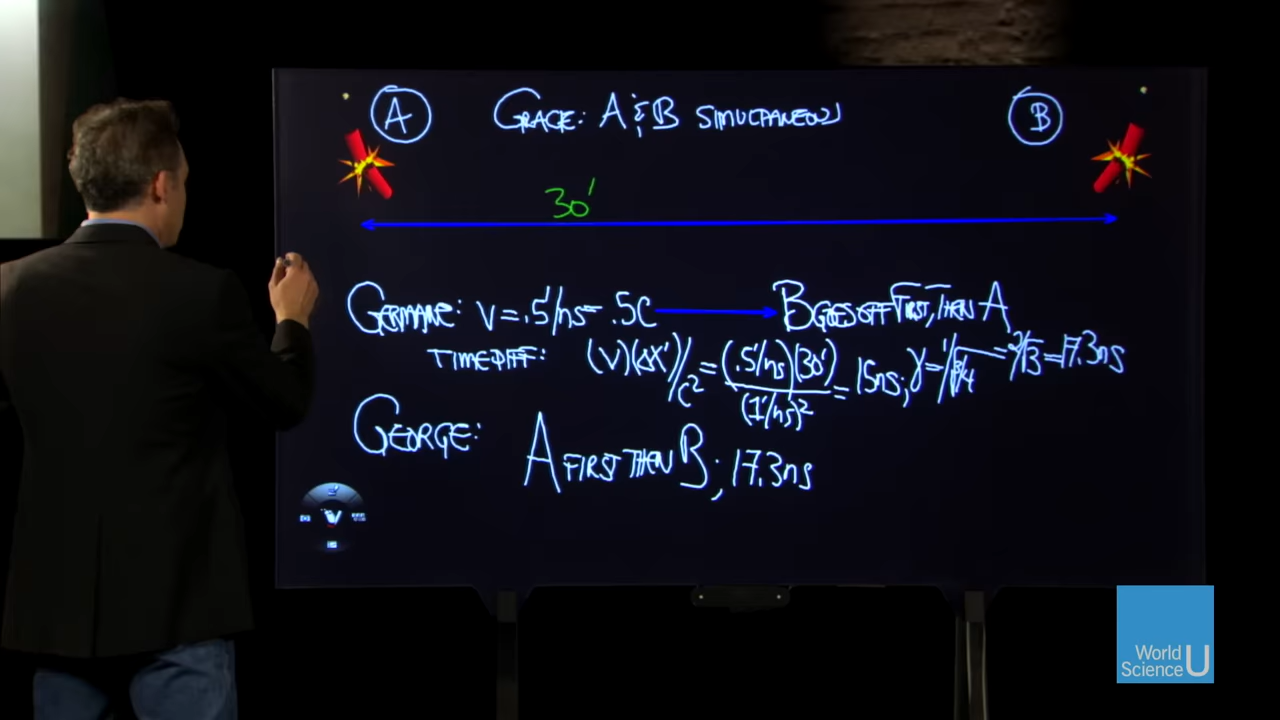 A GRACE: A & B SIMULTANEOUS B
30'
GERMAINE: V = .5'/ns = .5C → B GOES OFF FIRST, THEN A
TIME DIFF: (V)(ΔX')/c² = (.5'/ns)(30')/(1'/ns)² = 15ns; γ = 1/√3/4 = 2/√3 = 17.3ns
GEORGE: A FIRST THEN B; 17.3ns
World
Science U